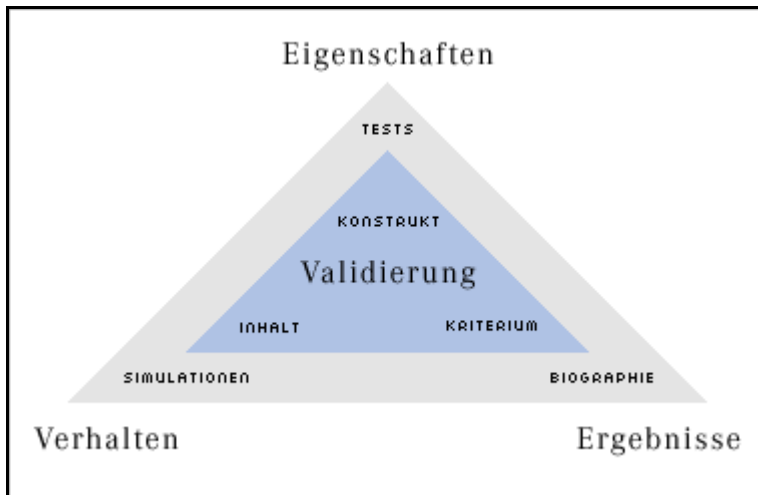 Eigenschaften
TESTS
KONSTRUKT
Validierung
INHALT KRITERIUM
SIMULATIONEN BIOGRAPHIE
Verhalten Ergebnisse